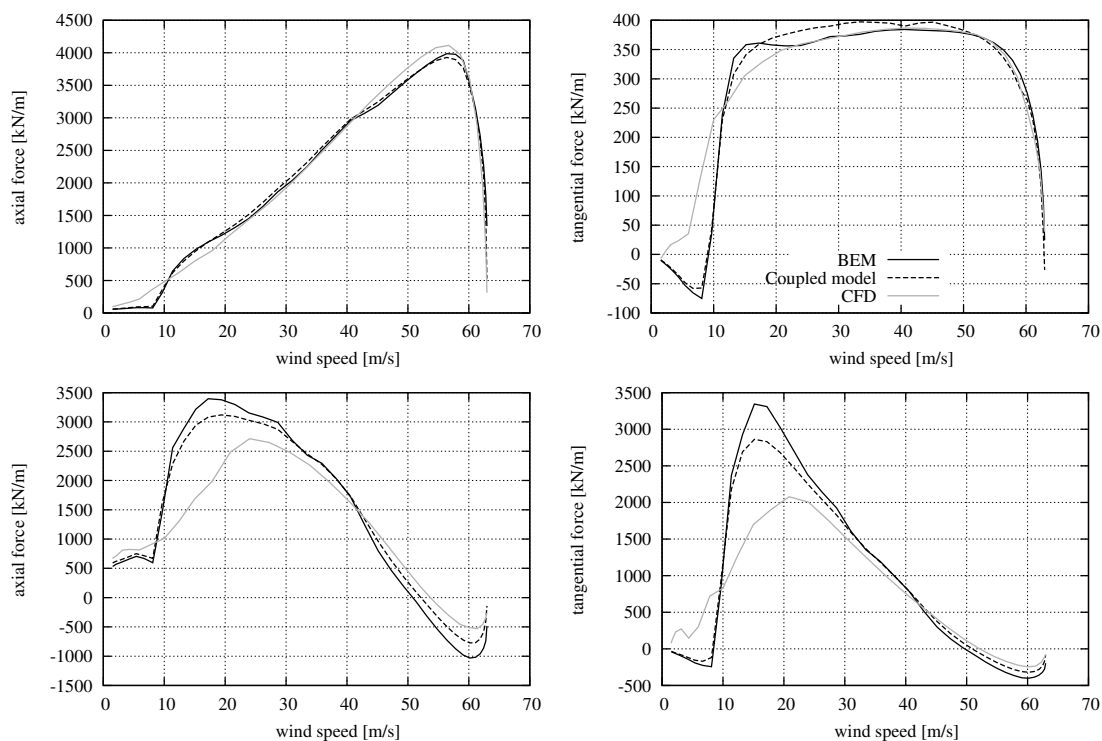 4500
4000
3500
3000
2500
2000
1500
1000
500
0
0 10 20 30 40 50 60 70
axial force [kN/m]
wind speed [m/s]
400
350
300
250
200
150
100
50
0
-50
-100
0 10 20 30 40 50 60 70
tangential force [kN/m]
wind speed [m/s]
BEM
Coupled model
CFD
3500
3000
2500
2000
1500
1000
500
0
-500
-1000
-1500
0 10 20 30 40 50 60 70
axial force [kN/m]
wind speed [m/s]
3500
3000
2500
2000
1500
1000
500
0
-500
0 10 20 30 40 50 60 70
tangential force [kN/m]
wind speed [m/s]